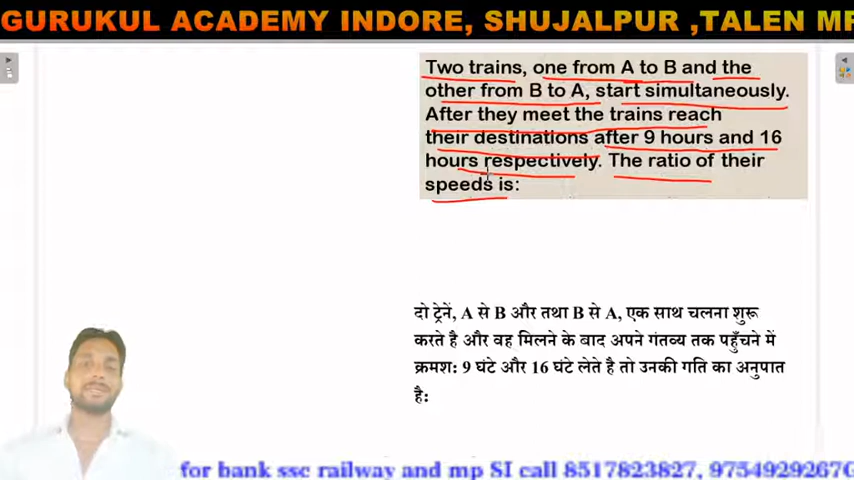 GURUKUL ACADEMY INDORE, SHUJALPUR ,TALEN MP
Two trains, one from A to B and the
other from B to A, start simultaneously.
After they meet the trains reach
their destinations after 9 hours and 16
hours respectively. The ratio of their
speeds is:
दो ट्रेनें, A से B और तथा B से A, एक साथ चलना शुरू
करते है और वह मिलने के बाद अपने गंतव्य तक पहुँचने में
क्रमश: 9 घंटे और 16 घंटे लेते है तो उनकी गति का अनुपात
है:
for bank ssc railway and mp SI call 8517823827, 9754929267G